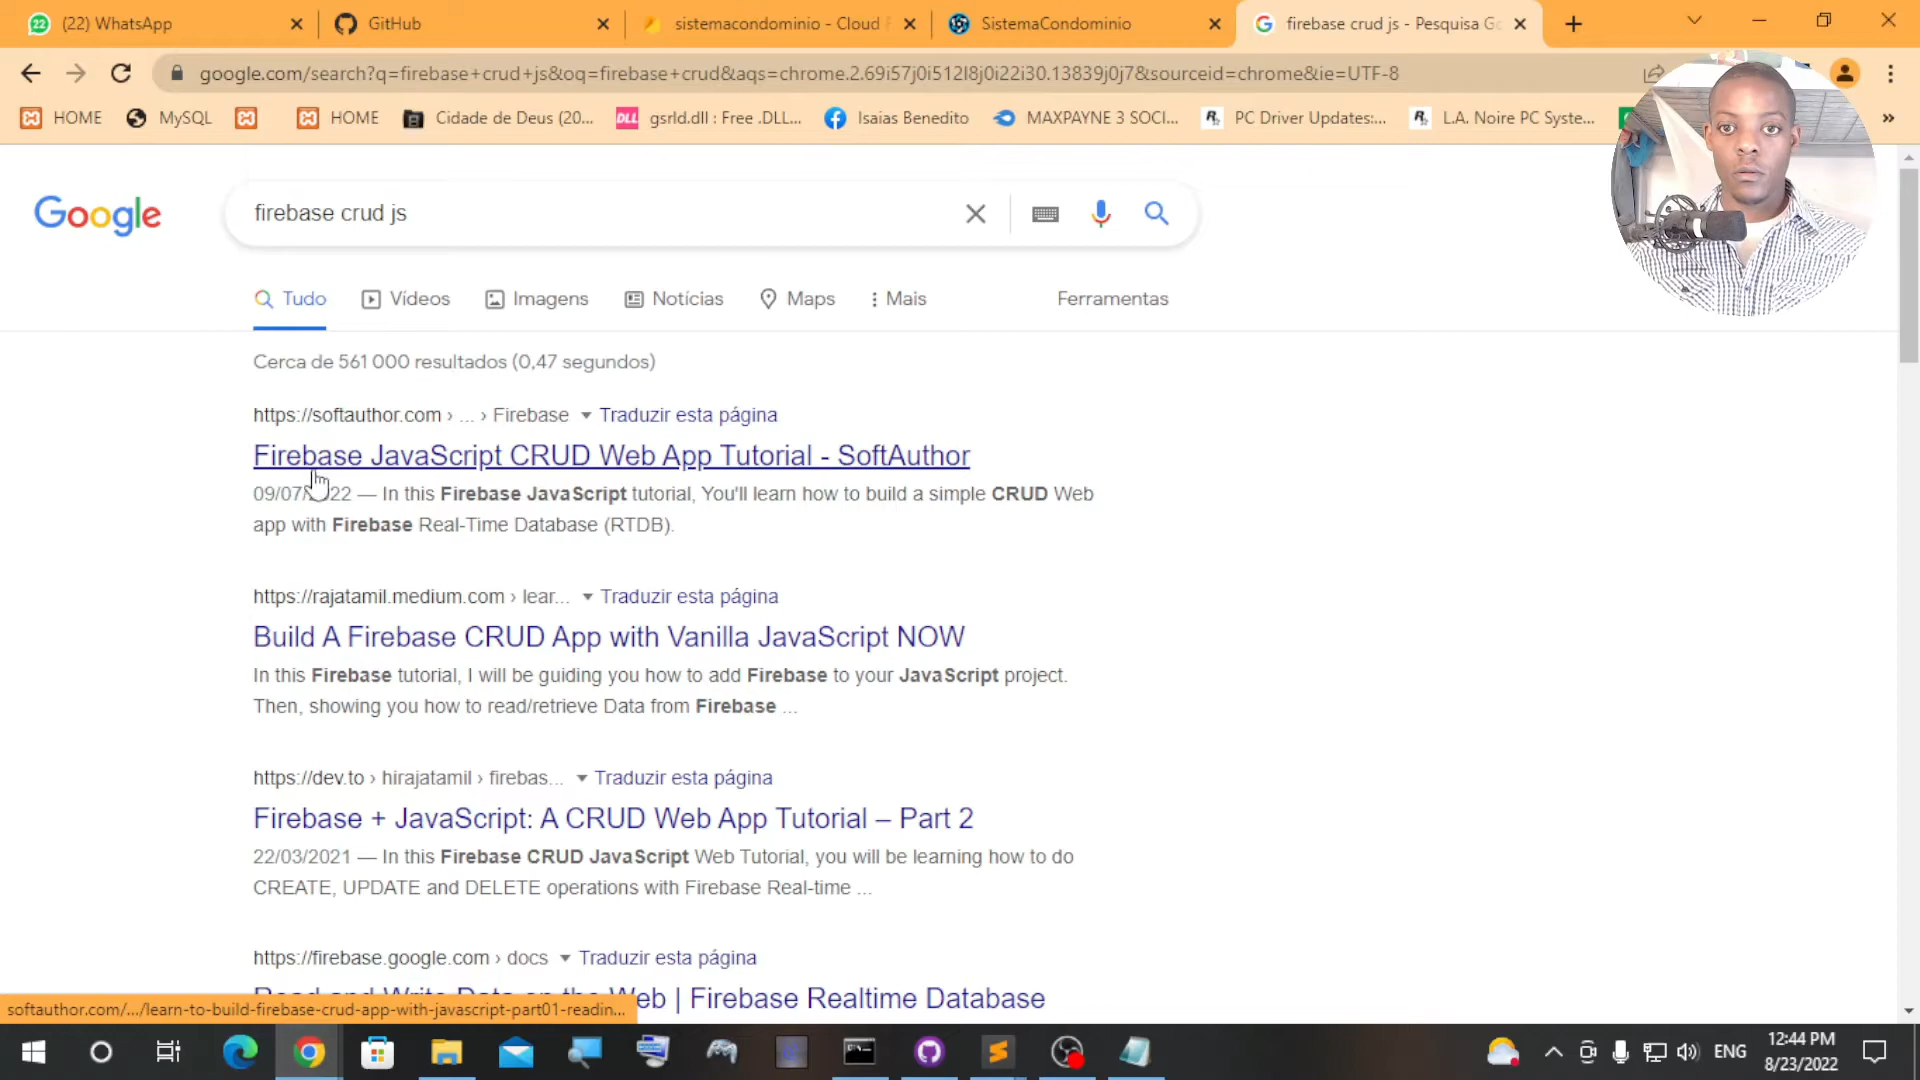 22
(22) WhatsApp
GitHub
sistemacondominio - Cloud F
SistemaCondominio
firebase crud js - Pesquisa Go
google.com/search?q=firebase+crud+js&oq=firebase+crud&aqs=chrome.2.69i57j0i512l8j0i22i30.13839j0j7&sourceid=chrome&ie=UTF-8
HOME
MySQL
HOME
Cidade de Deus (20...
DLL
gsrld.dll : Free .DLL...
Isaias Benedito
MAXPAYNE 3 SOCI...
PC Driver Updates:...
L.A. Noire PC Syste...
Google
firebase crud js
Tudo
Vídeos
Imagens
Notícias
Maps
Mais
Ferramentas
Cerca de 561 000 resultados (0,47 segundos)
https://softauthor.com › ... › Firebase
Traduzir esta página
Firebase JavaScript CRUD Web App Tutorial - SoftAuthor
— In this Firebase JavaScript tutorial, You'll learn how to build a simple CRUD Web
app with Firebase Real-Time Database (RTDB).
https://rajatamil.medium.com › lear...
Traduzir esta página
Build A Firebase CRUD App with Vanilla JavaScript NOW
In this Firebase tutorial, I will be guiding you how to add Firebase to your JavaScript project.
Then, showing you how to read/retrieve Data from Firebase ...
https://dev.to › hirajatamil › firebas...
Traduzir esta página
Firebase + JavaScript: A CRUD Web App Tutorial – Part 2
22/03/2021 — In this Firebase CRUD JavaScript Web Tutorial, you will be learning how to do
CREATE, UPDATE and DELETE operations with Firebase Real-time ...
https://firebase.google.com › docs
Traduzir esta página
Read and Write Data on the Web | Firebase Realtime Database
softauthor.com/.../learn-to-build-firebase-crud-app-with-javascript-part01-readin...
ENG
12:44 PM
8/23/2022